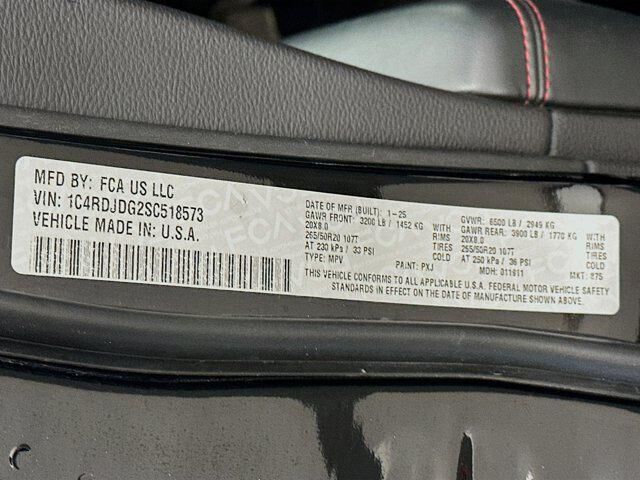 MFD BY: FCA US LLC
VIN: 1C4RDJDG2SC518573
VEHICLE MADE IN: U.S.A.
DATE OF MFR (BUILT): 1-25 GVWR: 6500 LB / 2949 KG
GAWR FRONT: 3200 LB / 1452 KG GAWR REAR: 3900 LB / 1770 KG
20X8.0 RIMS 20X8.0 RIMS
265/50R20 107T TIRES 265/50R20 107T TIRES
AT 230 kPa / 33 PSI COLD AT 250 kPa / 36 PSI COLD
TYPE: MPV PAINT: PXJ MDH: 011611 MKT: 875
THIS VEHICLE CONFORMS TO ALL APPLICABLE U.S.A. FEDERAL MOTOR VEHICLE SAFETY
STANDARDS IN EFFECT ON THE DATE OF MANUFACTURE SHOWN ABOVE.